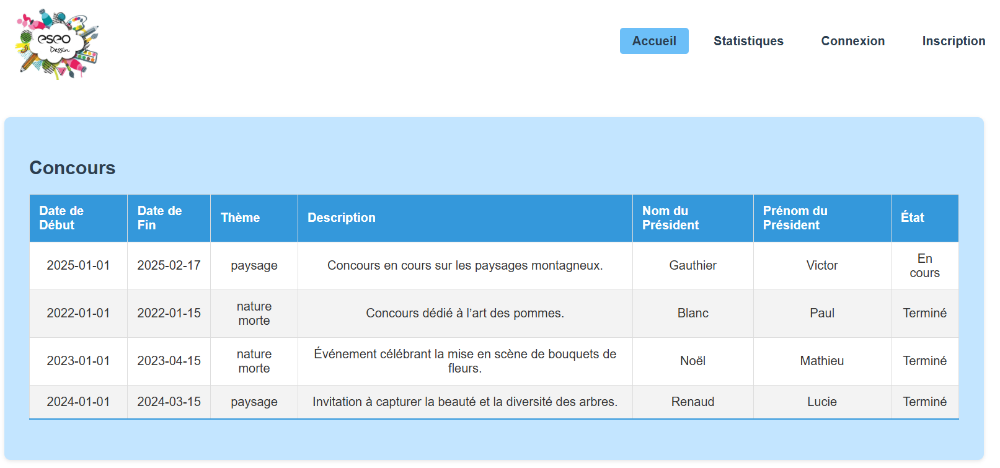 eseo
Dessin
Accueil Statistiques Connexion Inscription
Concours
Date de Début Date de Fin Thème Description Nom du Président Prénom du Président État
2025-01-01 2025-02-17 paysage Concours en cours sur les paysages montagneux. Gauthier Victor En cours
2022-01-01 2022-01-15 nature morte Concours dédié à l’art des pommes. Blanc Paul Terminé
2023-01-01 2023-04-15 nature morte Événement célébrant la mise en scène de bouquets de fleurs. Noël Mathieu Terminé
2024-01-01 2024-03-15 paysage Invitation à capturer la beauté et la diversité des arbres. Renaud Lucie Terminé